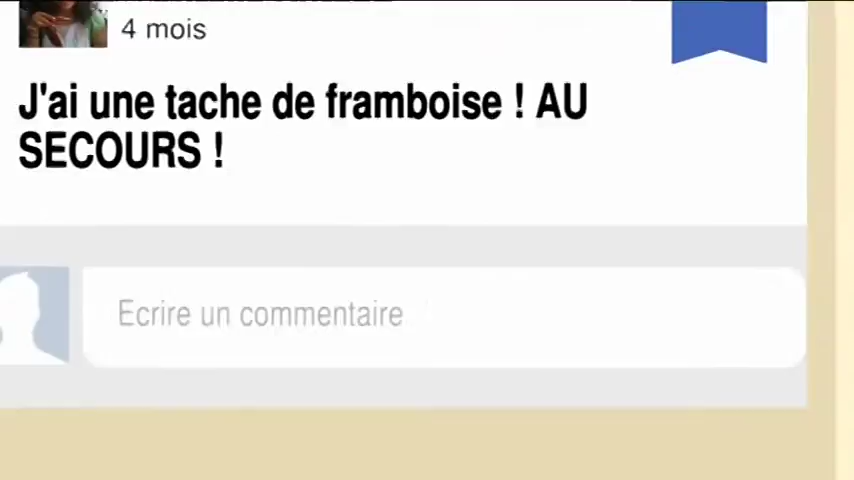 4 mois
J'ai une tache de framboise ! AU
SECOURS !
Ecrire un commentaire